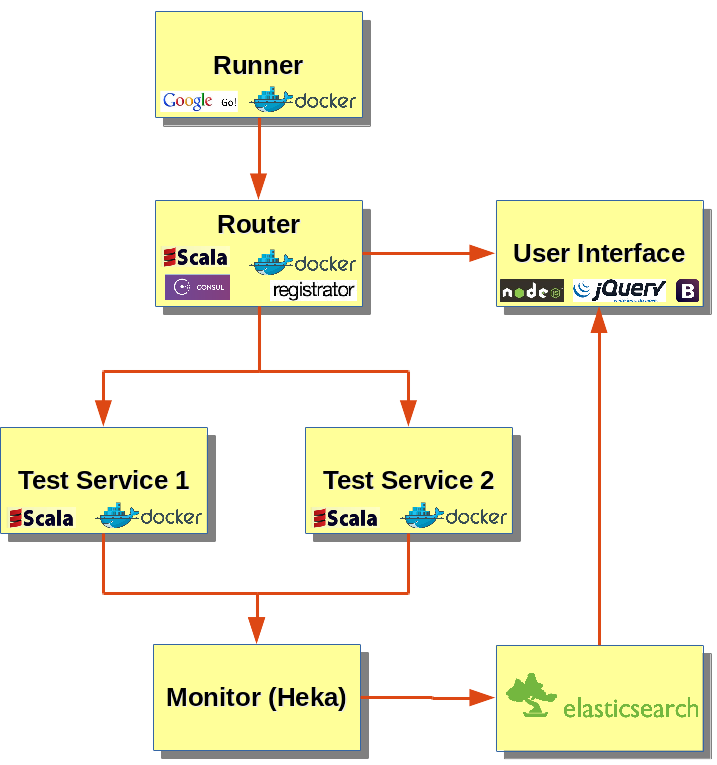 Runner
Google Go!
docker
Router
Scala
docker
CONSUL
registrator
User Interface
node
jQuery
B
Test Service 1
Scala
docker
Test Service 2
Scala
docker
Monitor (Heka)
elasticsearch